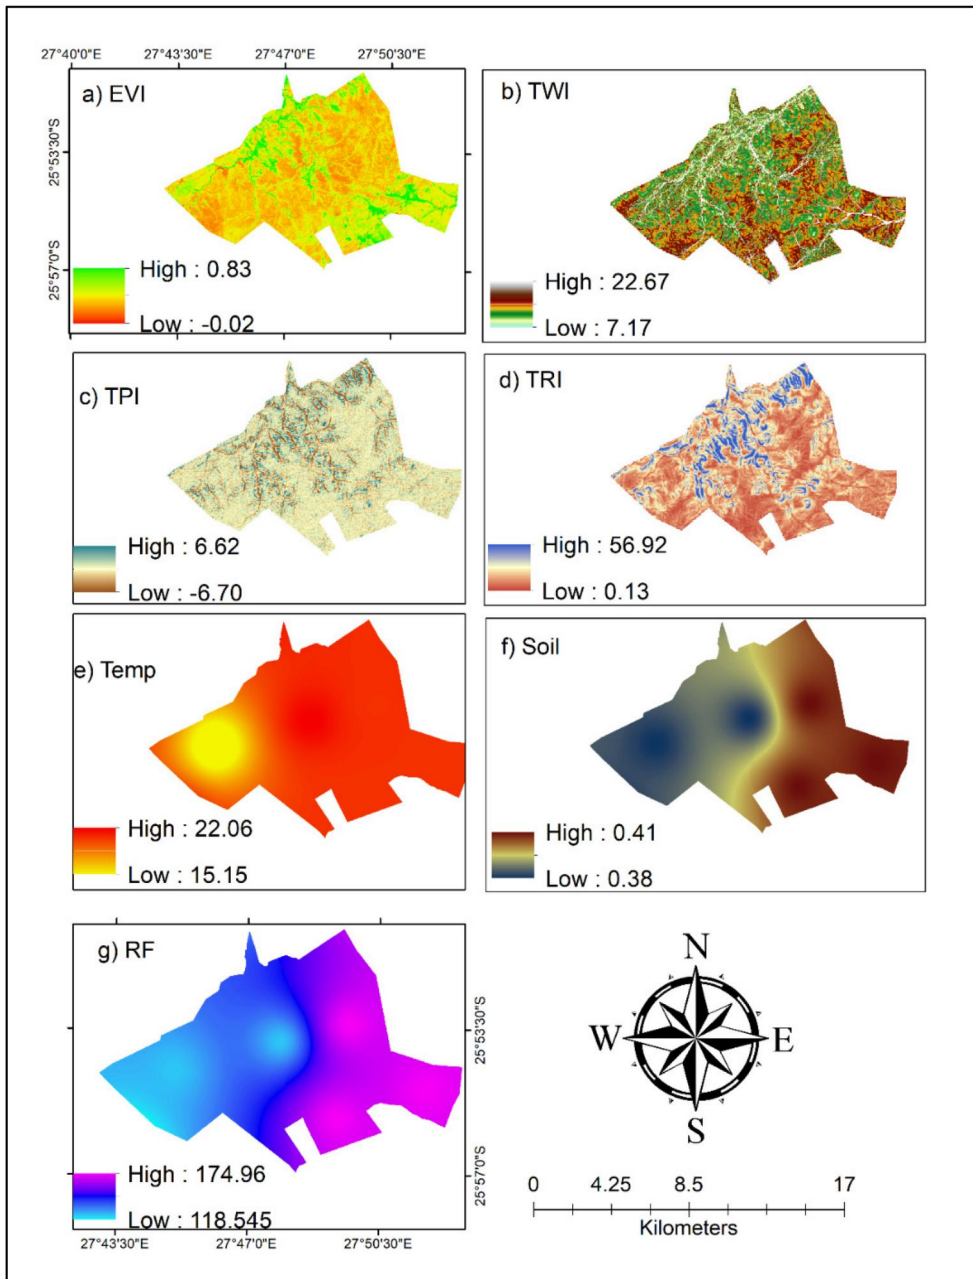 27°40'0"E 27°43'30"E 27°47'0"E 27°50'30"E
a) EVI
25°53'30"S
25°57'0"S
High : 0.83
Low : -0.02
b) TWI
High : 22.67
Low : 7.17
c) TPI
High : 6.62
Low : -6.70
d) TRI
High : 56.92
Low : 0.13
e) Temp
High : 22.06
Low : 15.15
f) Soil
High : 0.41
Low : 0.38
g) RF
High : 174.96
Low : 118.545
25°53'30"S
25°57'0"S
27°43'30"E 27°47'0"E 27°50'30"E
N
W E
S
0 4.25 8.5 17
Kilometers